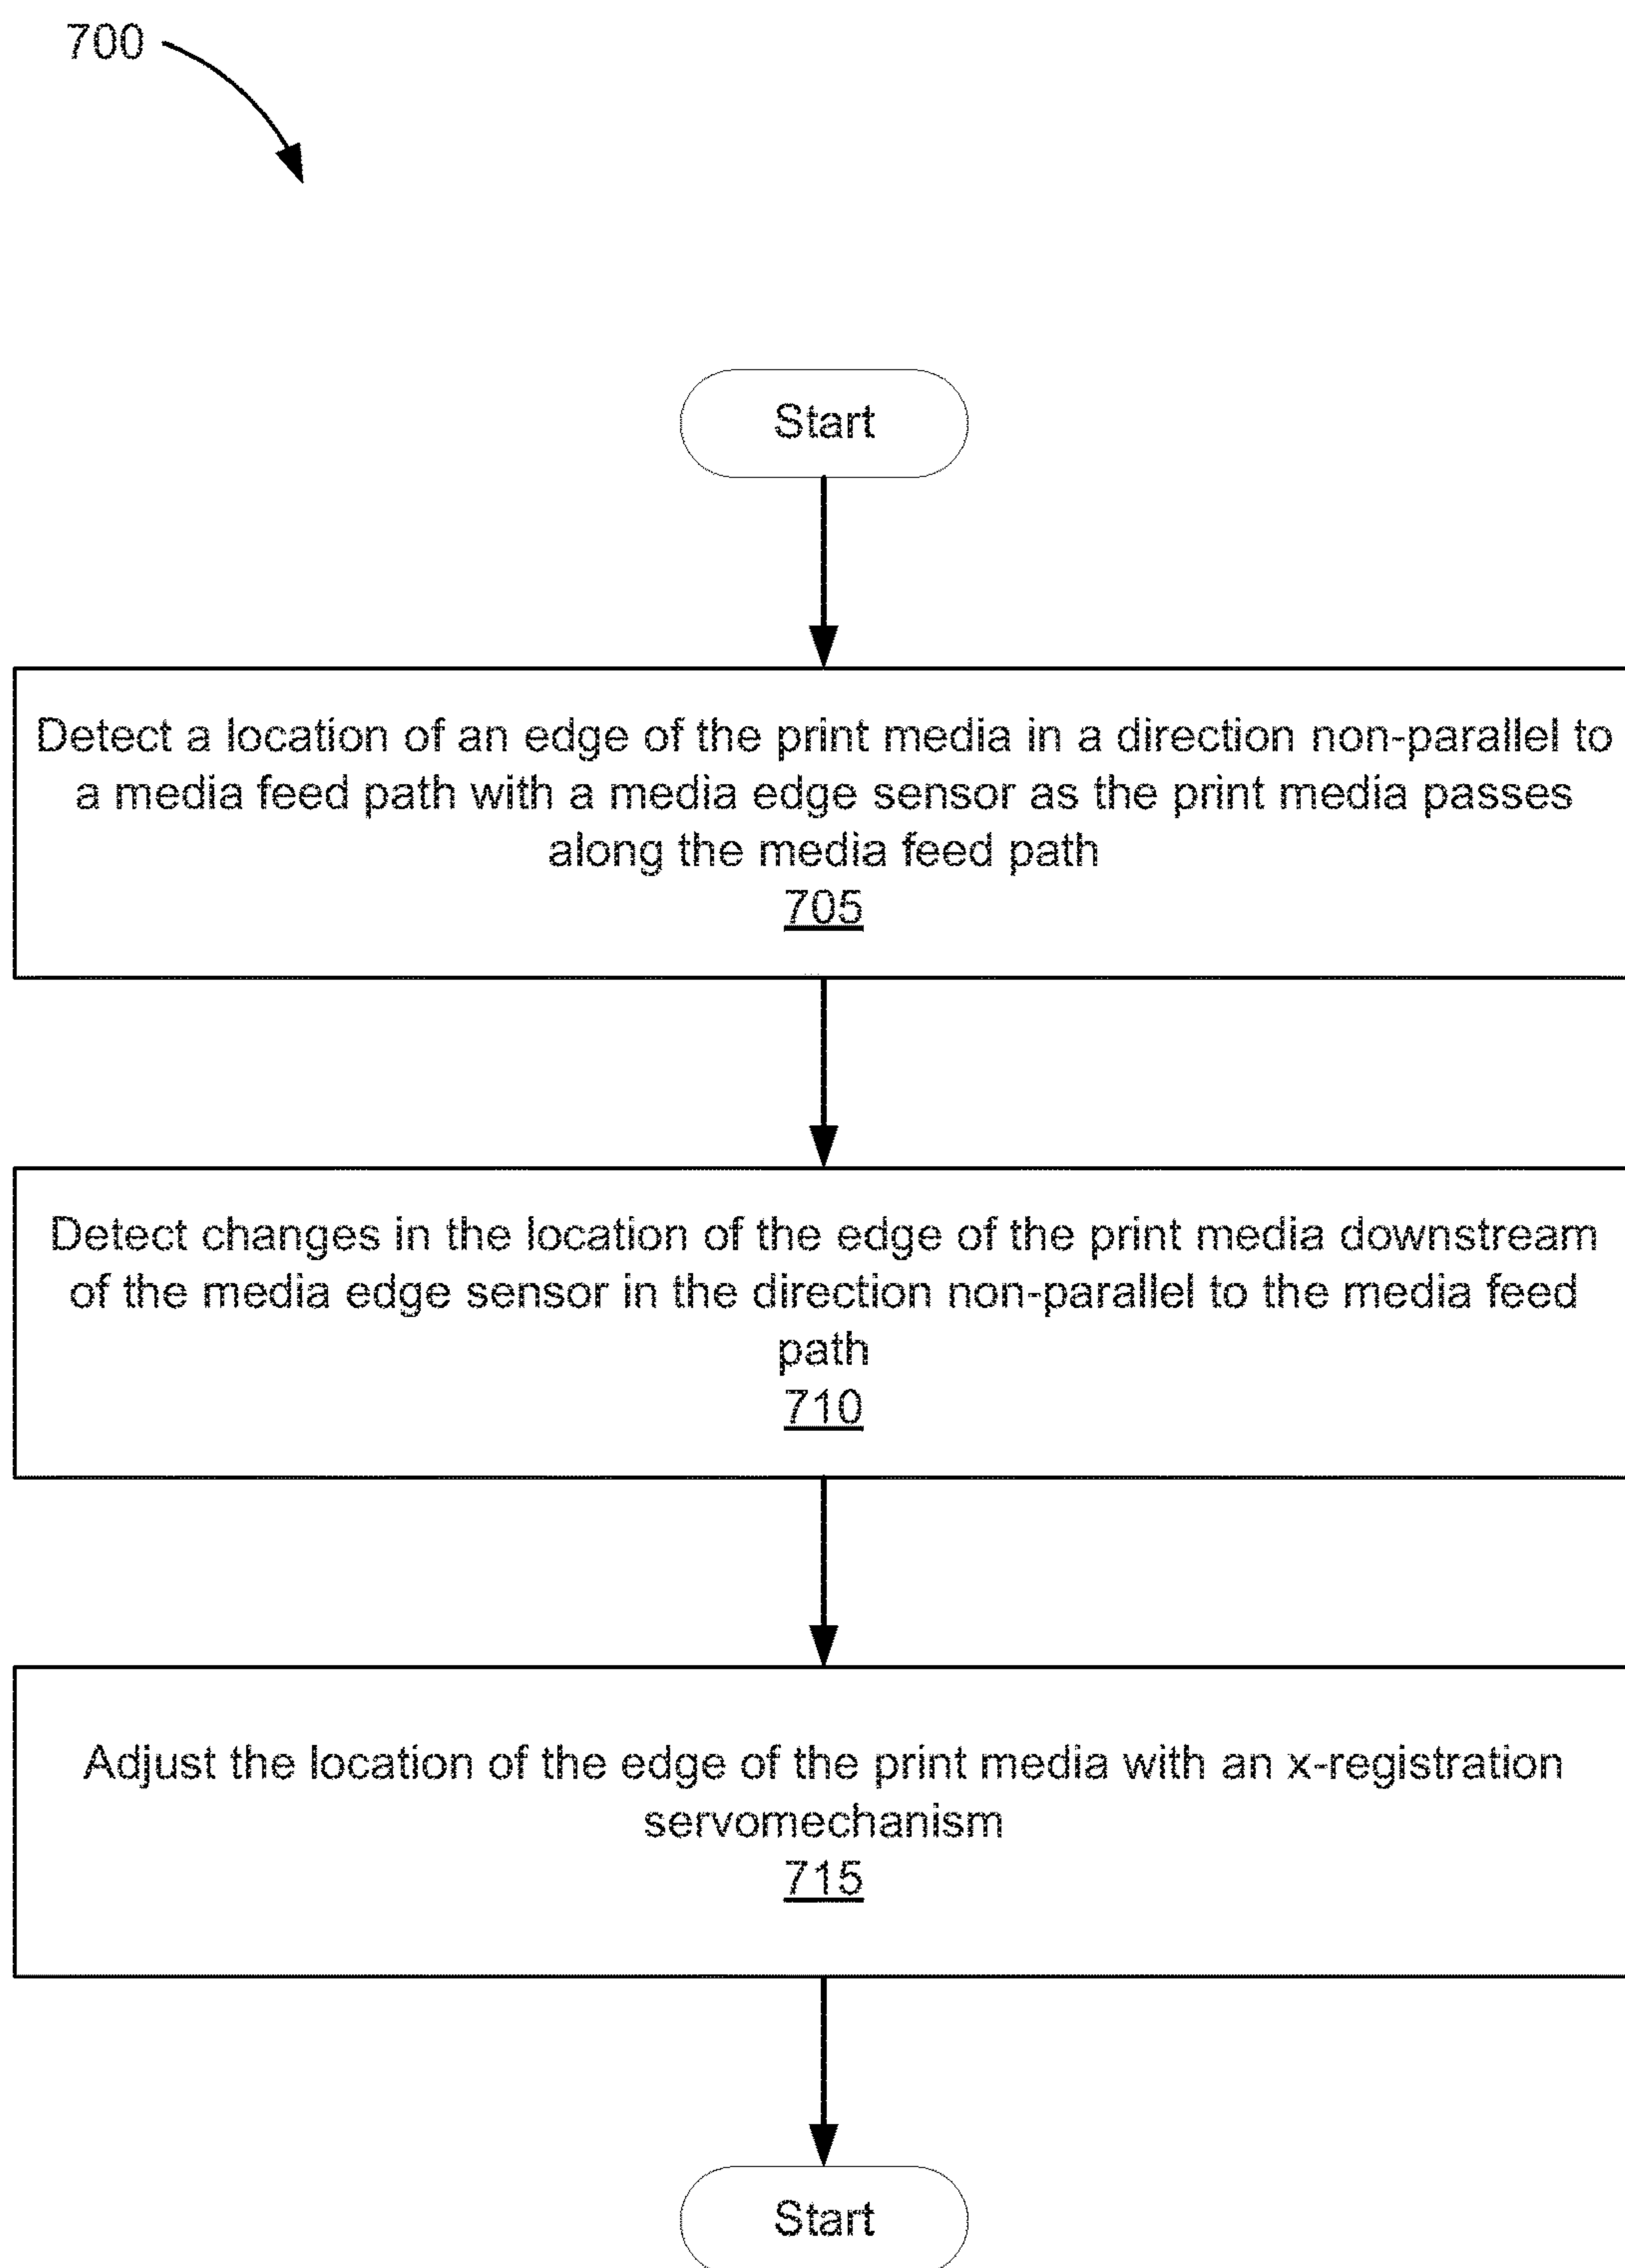 700
Start
Detect a location of an edge of the print media in a direction non-parallel to
a media feed path with a media edge sensor as the print media passes
along the media feed path
705
Detect changes in the location of the edge of the print media downstream
of the media edge sensor in the direction non-parallel to the media feed
path
710
Adjust the location of the edge of the print media with an x-registration
servomechanism
715
Start